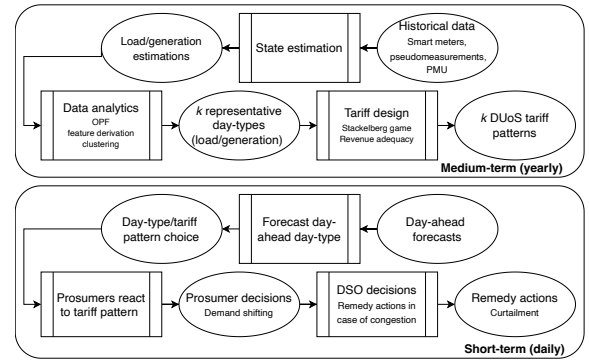 Load/generation
estimations
State estimation
Historical data
Smart meters,
pseudomeasurements,
PMU
Data analytics
OPF
feature derivation
clustering
k representative
day-types
(load/generation)
Tariff design
Stackelberg game
Revenue adequacy
k DUoS tariff
patterns
Medium-term (yearly)
Day-type/tariff
pattern choice
Forecast day-
ahead day-type
Day-ahead
forecasts
Prosumers react
to tariff pattern
Prosumer decisions
Demand shifting
DSO decisions
Remedy actions in
case of congestion
Remedy actions
Curtailment
Short-term (daily)